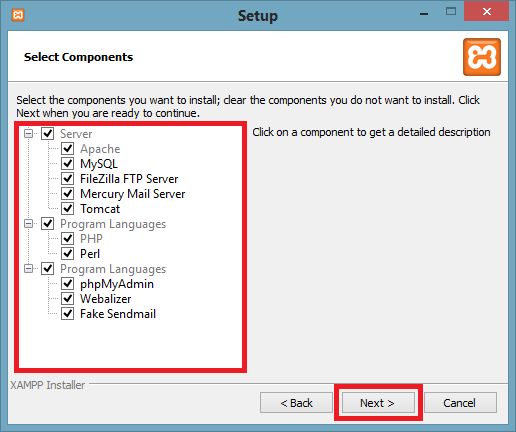 Setup
Select Components
Select the components you want to install; clear the components you do not want to install. Click
Next when you are ready to continue.
Server
Apache
MySQL
FileZilla FTP Server
Mercury Mail Server
Tomcat
Program Languages
PHP
Perl
Program Languages
phpMyAdmin
Webalizer
Fake Sendmail
Click on a component to get a detailed description
XAMPP Installer
< Back
Next >
Cancel